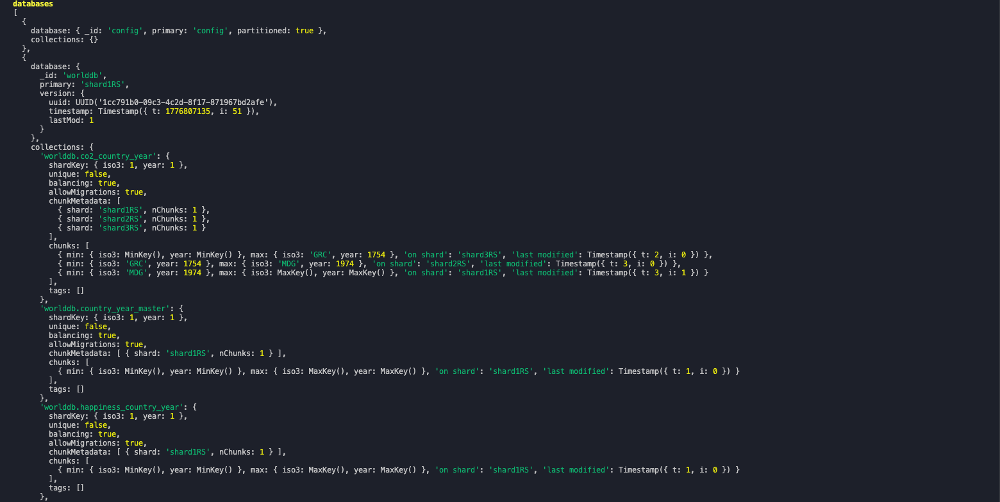 databases
[
  {
    database: { _id: 'config', primary: 'config', partitioned: true },
    collections: {}
  },
  {
    database: {
      _id: 'worlddb',
      primary: 'shard1RS',
      version: {
        uuid: UUID('1cc791b0-09c3-4c2d-8f17-871967bd2afe'),
        timestamp: Timestamp({ t: 1776807135, i: 51 }),
        lastMod: 1
      }
    },
    collections: {
      'worlddb.co2_country_year': {
        shardKey: { iso3: 1, year: 1 },
        unique: false,
        balancing: true,
        allowMigrations: true,
        chunkMetadata: [
          { shard: 'shard1RS', nChunks: 1 },
          { shard: 'shard2RS', nChunks: 1 },
          { shard: 'shard3RS', nChunks: 1 }
        ],
        chunks: [
          { min: { iso3: MinKey(), year: MinKey() }, max: { iso3: 'GRC', year: 1754 }, 'on shard': 'shard3RS', 'last modified': Timestamp({ t: 2, i: 0 }) },
          { min: { iso3: 'GRC', year: 1754 }, max: { iso3: 'MDG', year: 1974 }, 'on shard': 'shard2RS', 'last modified': Timestamp({ t: 3, i: 0 }) },
          { min: { iso3: 'MDG', year: 1974 }, max: { iso3: MaxKey(), year: MaxKey() }, 'on shard': 'shard1RS', 'last modified': Timestamp({ t: 3, i: 1 }) }
        ],
        tags: []
      },
      'worlddb.country_year_master': {
        shardKey: { iso3: 1, year: 1 },
        unique: false,
        balancing: true,
        allowMigrations: true,
        chunkMetadata: [ { shard: 'shard1RS', nChunks: 1 } ],
        chunks: [
          { min: { iso3: MinKey(), year: MinKey() }, max: { iso3: MaxKey(), year: MaxKey() }, 'on shard': 'shard1RS', 'last modified': Timestamp({ t: 1, i: 0 }) }
        ],
        tags: []
      },
      'worlddb.happiness_country_year': {
        shardKey: { iso3: 1, year: 1 },
        unique: false,
        balancing: true,
        allowMigrations: true,
        chunkMetadata: [ { shard: 'shard1RS', nChunks: 1 } ],
        chunks: [
          { min: { iso3: MinKey(), year: MinKey() }, max: { iso3: MaxKey(), year: MaxKey() }, 'on shard': 'shard1RS', 'last modified': Timestamp({ t: 1, i: 0 }) }
        ],
        tags: []
      },